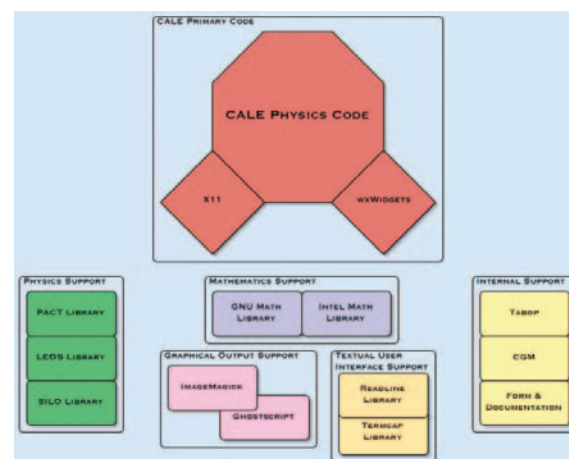 CALE PRIMARY CODE
CALE PHYSICS CODE
X11
WXWIDGETS
PHYSICS SUPPORT
PACT LIBRARY
LEOS LIBRARY
SILO LIBRARY
MATHEMATICS SUPPORT
GNU MATH
LIBRARY
INTEL MATH
LIBRARY
GRAPHICAL OUTPUT SUPPORT
IMAGEMAGICK
GHOSTSCRIPT
TEXTUAL USER
INTERFACE SUPPORT
READLINE
LIBRARY
TERMCAP
LIBRARY
INTERNAL SUPPORT
TABOP
CGM
FORM &
DOCUMENTATION